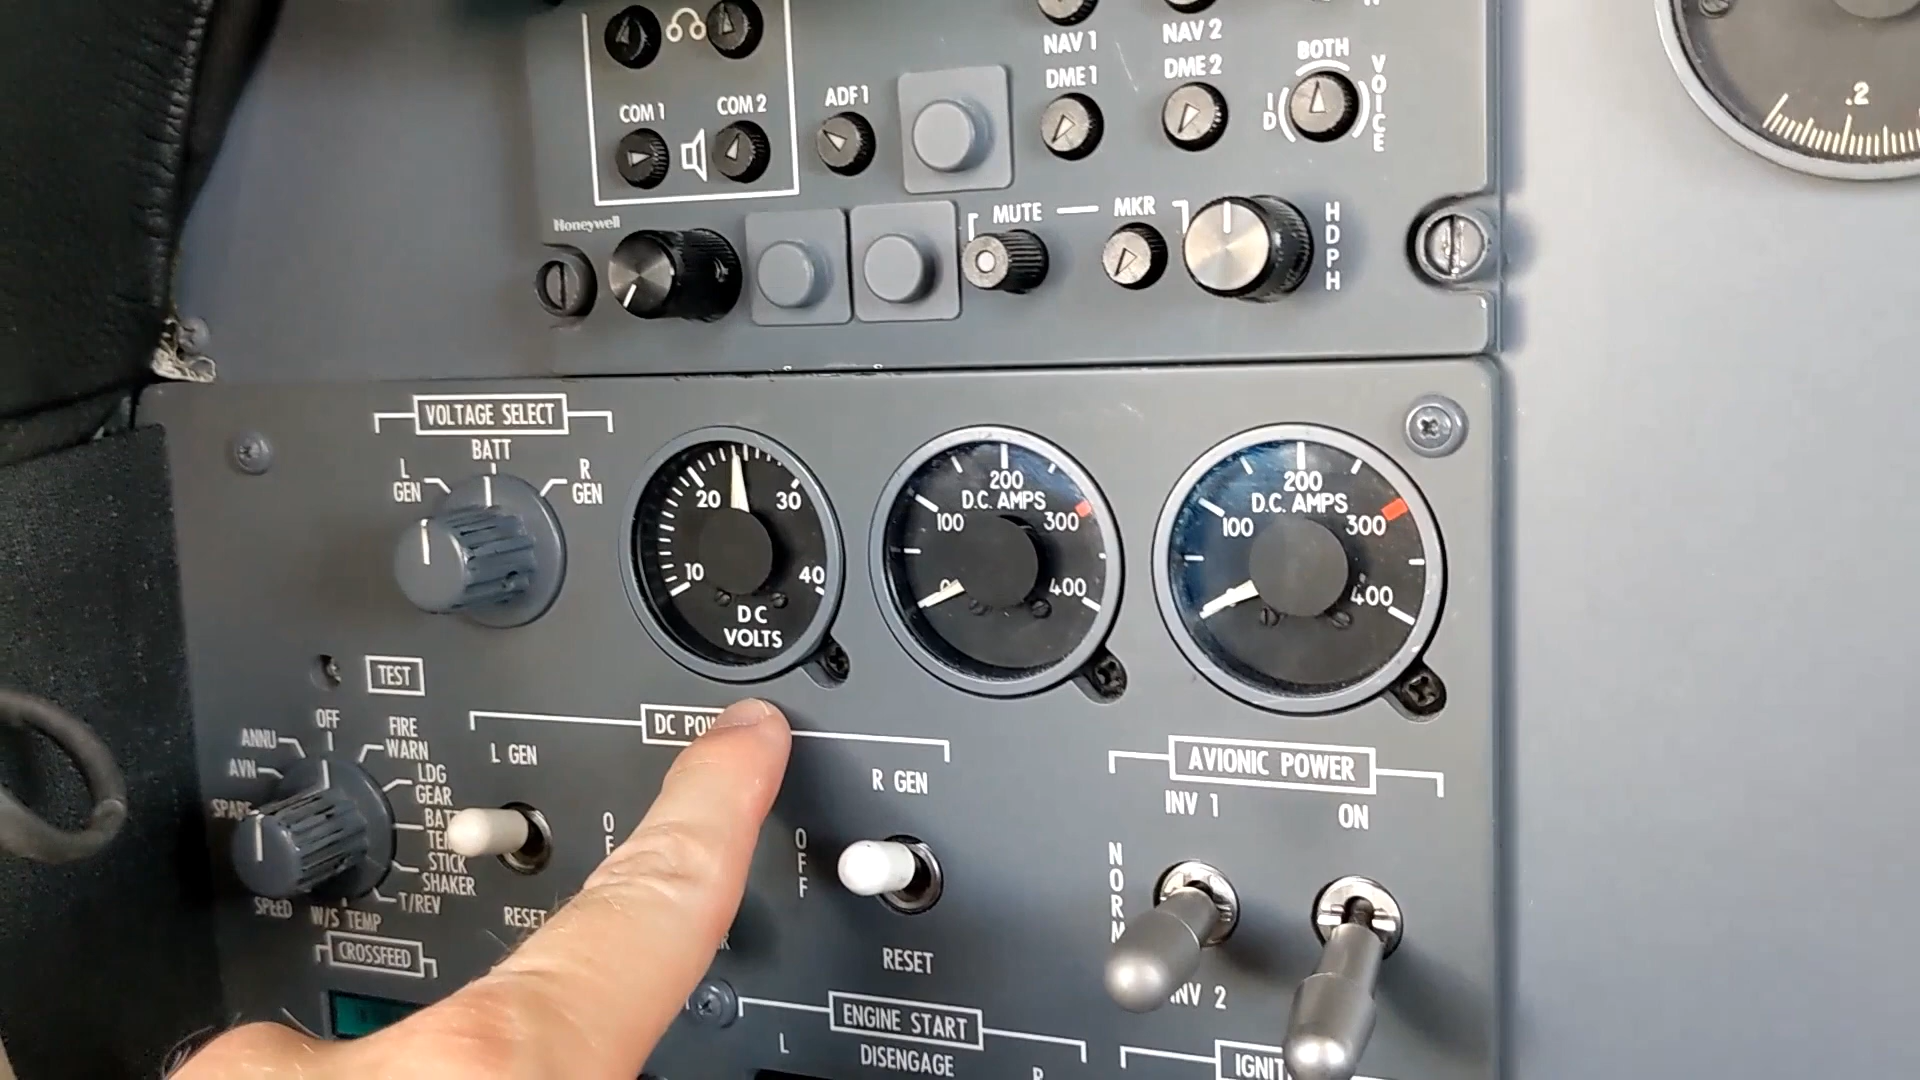 NAV 1
NAV 2
DME 1
DME 2
BOTH
VOICE
ID
COM 1
COM 2
ADF 1
Honeywell
MUTE
MKR
HDPH
.2
VOLTAGE SELECT
BATT
L GEN
R GEN
20
30
10
40
DC
VOLTS
200
D.C. AMPS
100
300
400
200
D.C. AMPS
100
300
400
TEST
OFF
ANNU
AVN
SPARE
SPEED
W/S TEMP
FIRE WARN
LDG GEAR
STICK SHAKER
T/REV
CROSSFEED
L GEN
R GEN
OFF
RESET
RESET
AVIONIC POWER
INV 1
ON
NORM
INV 2
ENGINE START
L
DISENGAGE
R